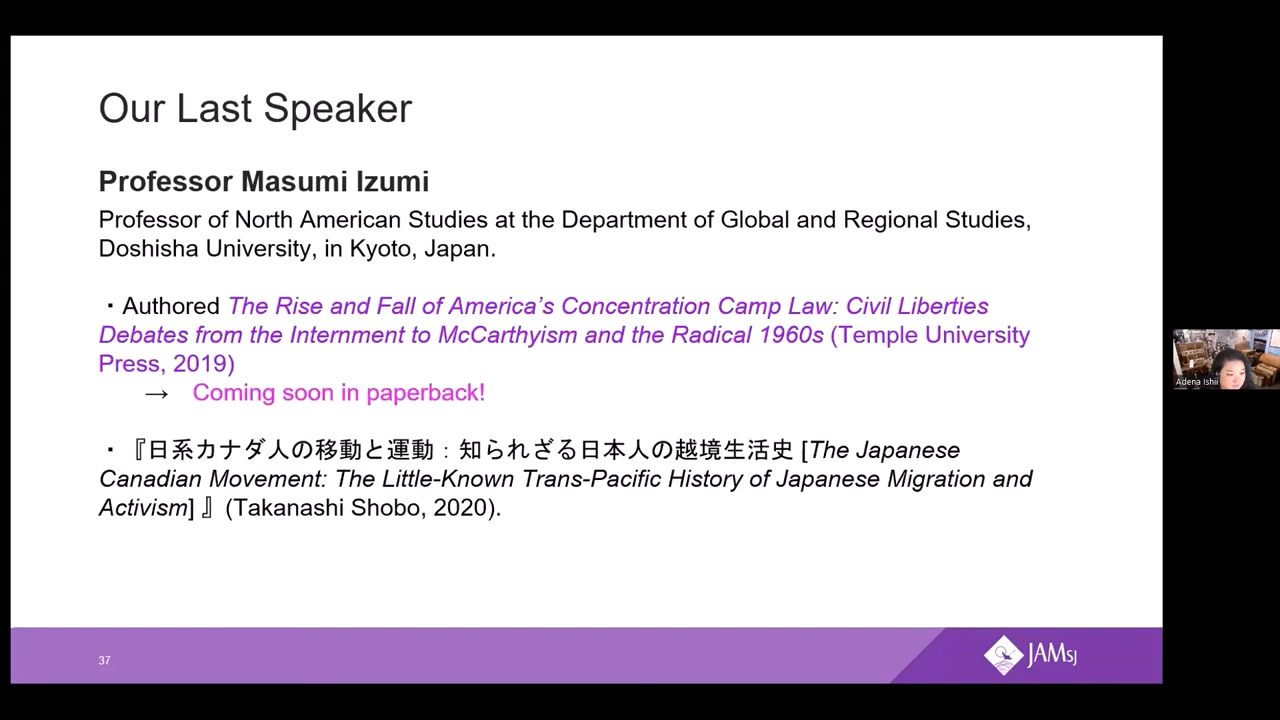 Our Last Speaker
Professor Masumi Izumi
Professor of North American Studies at the Department of Global and Regional Studies,
Doshisha University, in Kyoto, Japan.
・Authored The Rise and Fall of America's Concentration Camp Law: Civil Liberties
Debates from the Internment to McCarthyism and the Radical 1960s (Temple University
Press, 2019)
→ Coming soon in paperback!
・『日系カナダ人の移動と運動：知られざる日本人の越境生活史 [The Japanese
Canadian Movement: The Little-Known Trans-Pacific History of Japanese Migration and
Activism] 』(Takanashi Shobo, 2020).
Adena Ishii
37
JAMSJ